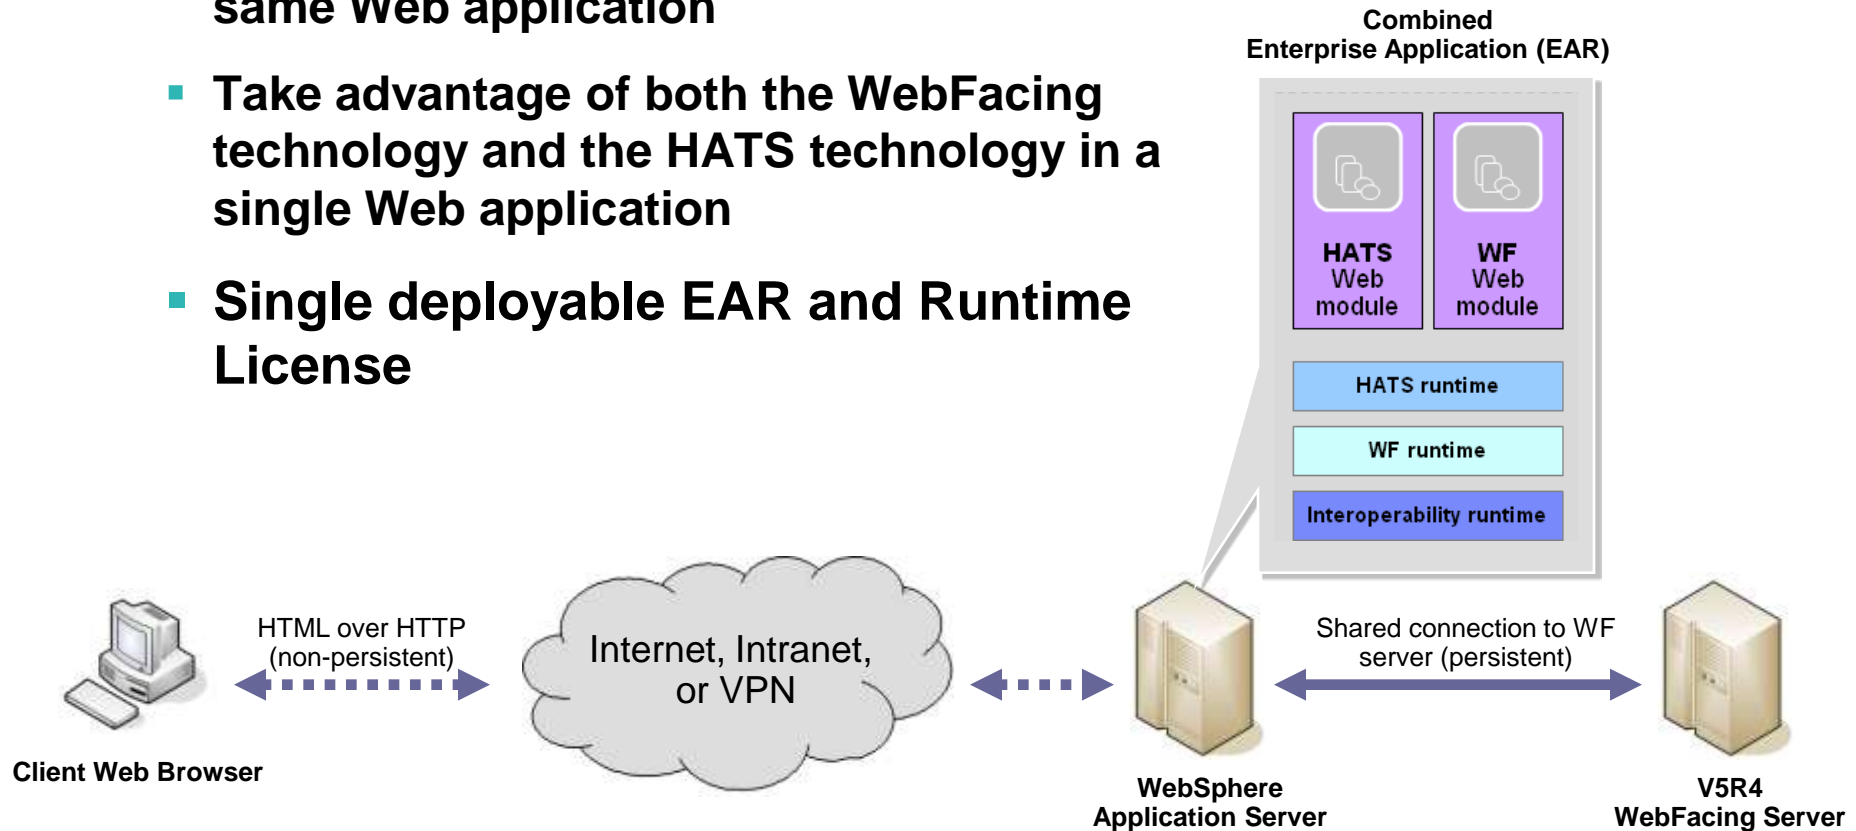 same Web application
Take advantage of both the WebFacing
technology and the HATS technology in a
single Web application
Single deployable EAR and Runtime
License
Combined
Enterprise Application (EAR)
HATS
Web
module
WF
Web
module
HATS runtime
WF runtime
Interoperability runtime
HTML over HTTP
(non-persistent)
Internet, Intranet,
or VPN
Shared connection to WF
server (persistent)
Client Web Browser
WebSphere
Application Server
V5R4
WebFacing Server